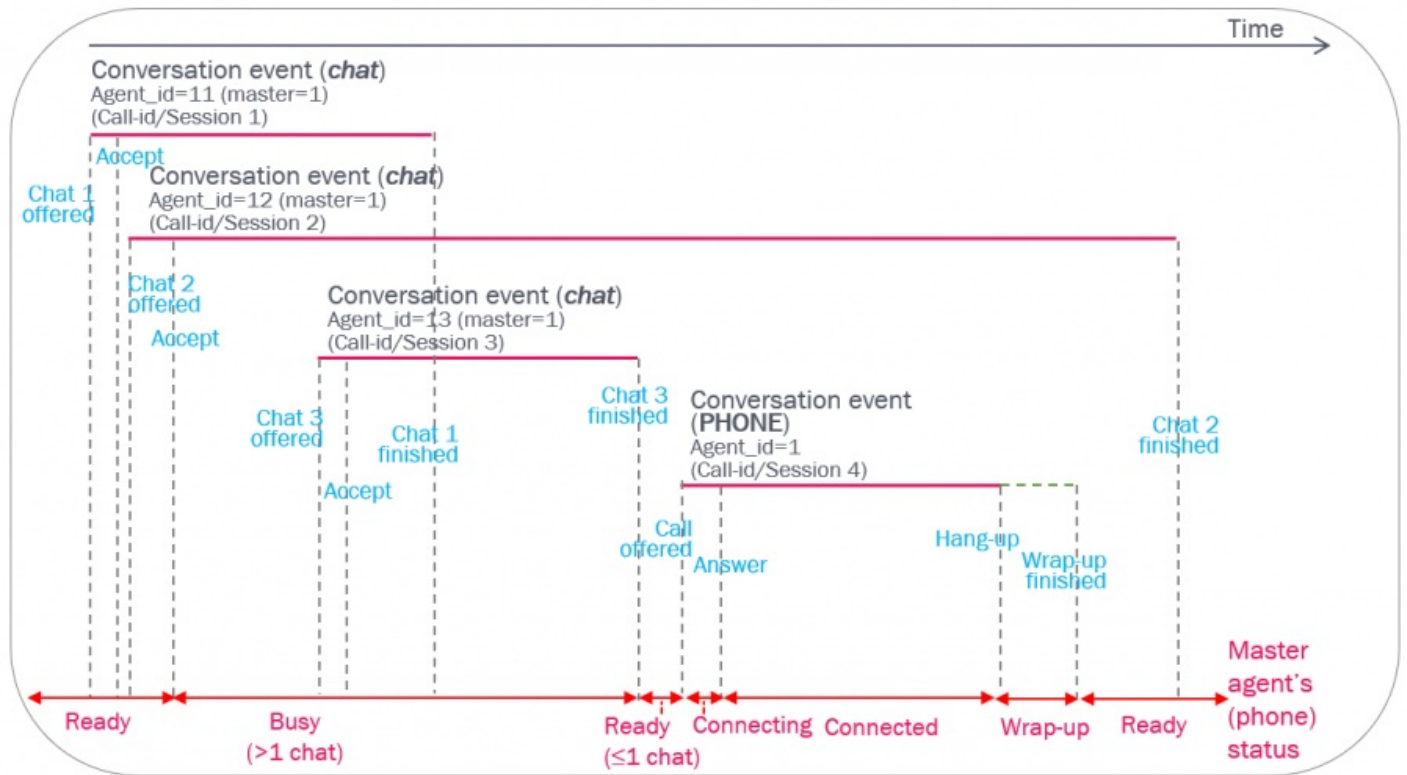 Time
Conversation event (chat)
Agent_id=11 (master=1)
(Call-id/Session 1)
Accept
Chat 1
offered
Conversation event (chat)
Agent_id=12 (master=1)
(Call-id/Session 2)
Chat 2
offered
Accept
Conversation event (chat)
Agent_id=13 (master=1)
(Call-id/Session 3)
Chat 3
offered
Accept
Chat 1
finished
Chat 3
finished
Conversation event
(PHONE)
Agent_id=1
(Call-id/Session 4)
Chat 2
finished
Call
offered
Answer
Hang-up
Wrap-up
finished
Ready
Busy
(>1 chat)
Ready
(≤1 chat)
Connecting
Connected
Wrap-up
Ready
Master
agent's
(phone)
status